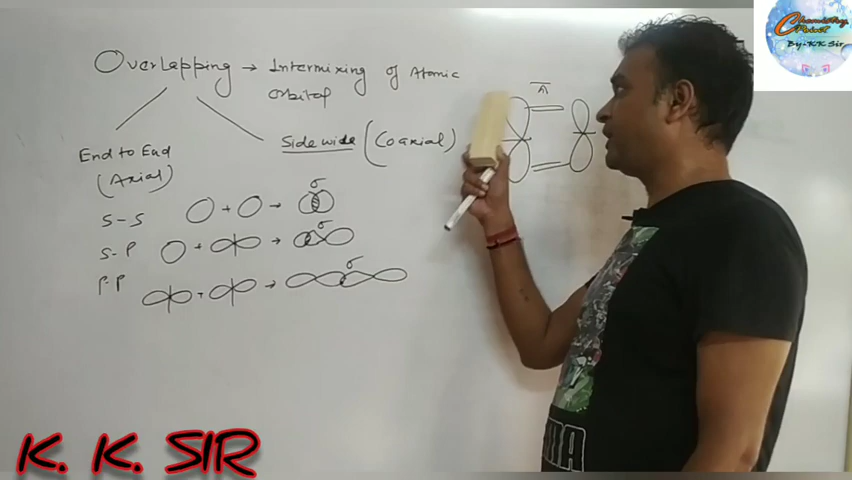 Overlapping → Intermixing of Atomic
orbital
End to End
(Axial)
Side wide (Coaxial)
π
S-S + → σ
S-P + → σ
P-P + → σ
Chemistry
Point
By-K.K Sir
K. K. SIR